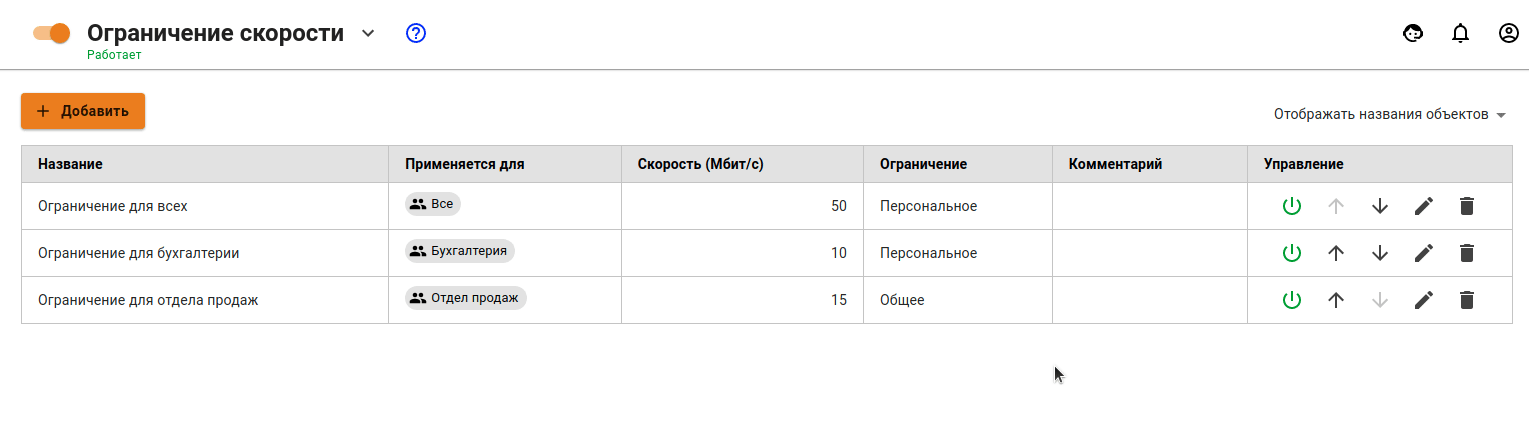 Ограничение скорости
Работает
Добавить
Отображать названия объектов
Название Применяется для Скорость (Мбит/с) Ограничение Комментарий Управление
Ограничение для всех Все 50 Персональное
Ограничение для бухгалтерии Бухгалтерия 10 Персональное
Ограничение для отдела продаж Отдел продаж 15 Общее